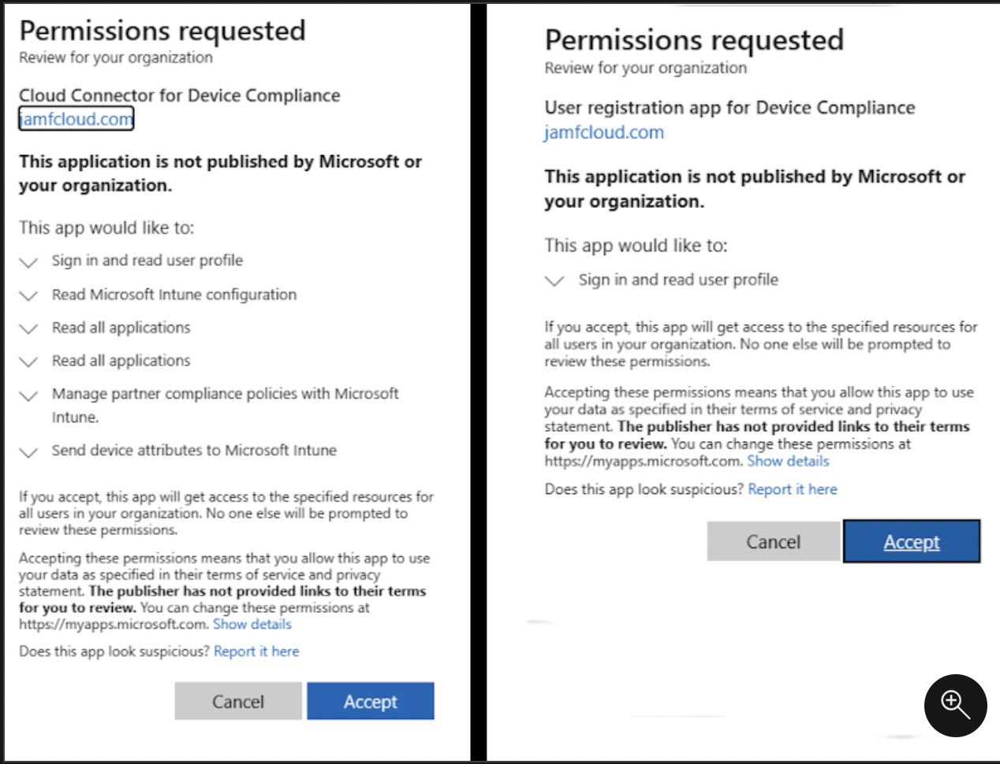 Permissions requested
Review for your organization
Cloud Connector for Device Compliance
jamfcloud.com
This application is not published by Microsoft or
your organization.
This app would like to:
Sign in and read user profile
Read Microsoft Intune configuration
Read all applications
Read all applications
Manage partner compliance policies with Microsoft
Intune.
Send device attributes to Microsoft Intune
If you accept, this app will get access to the specified resources for
all users in your organization. No one else will be prompted to
review these permissions.
Accepting these permissions means that you allow this app to use
your data as specified in their terms of service and privacy
statement. The publisher has not provided links to their terms
for you to review. You can change these permissions at
https://myapps.microsoft.com. Show details
Does this app look suspicious? Report it here
Cancel Accept
Permissions requested
Review for your organization
User registration app for Device Compliance
jamfcloud.com
This application is not published by Microsoft or
your organization.
This app would like to:
Sign in and read user profile
If you accept, this app will get access to the specified resources for
all users in your organization. No one else will be prompted to
review these permissions.
Accepting these permissions means that you allow this app to use
your data as specified in their terms of service and privacy
statement. The publisher has not provided links to their terms
for you to review. You can change these permissions at
https://myapps.microsoft.com. Show details
Does this app look suspicious? Report it here
Cancel Accept